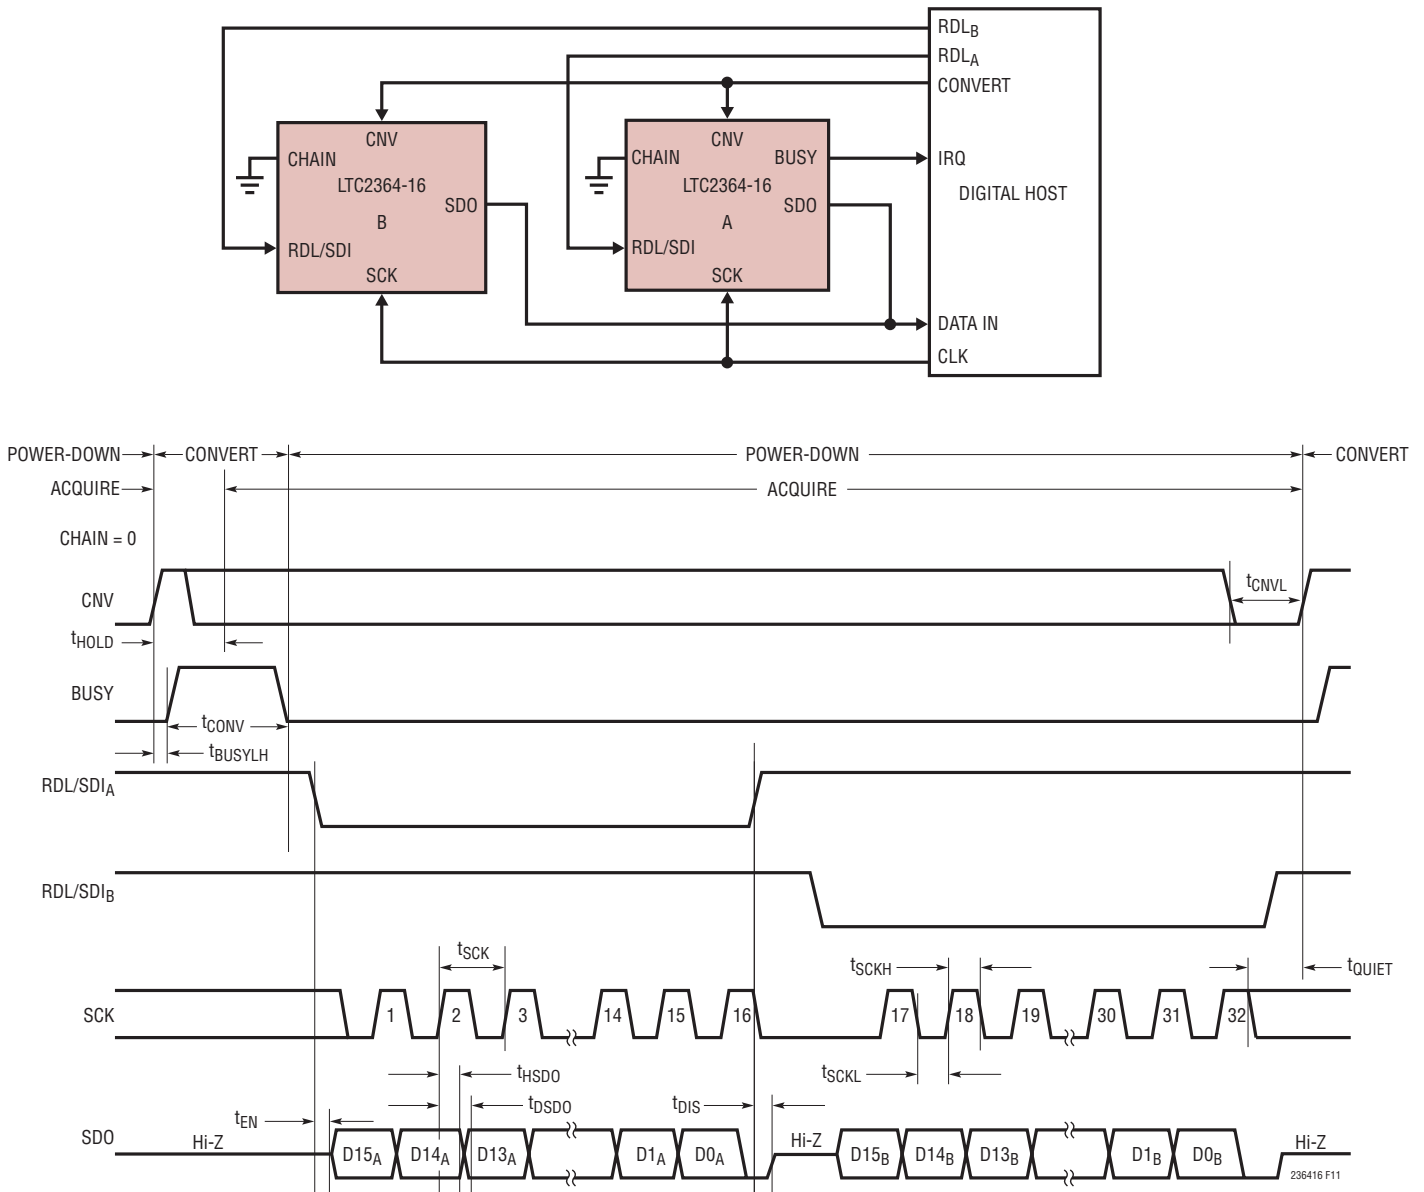 RDLB
RDLA
CONVERT
CNV
CHAIN
LTC2364-16
SDO
B
RDL/SDI
SCK
CNV
CHAIN
BUSY
LTC2364-16
SDO
A
RDL/SDI
SCK
IRQ
DIGITAL HOST
DATA IN
CLK
POWER-DOWN CONVERT POWER-DOWN CONVERT
ACQUIRE ACQUIRE
CHAIN = 0
CNV tCNVL
tHOLD
BUSY
tCONV
tBUSYLH
RDL/SDIA
RDL/SDIB
tSCK tSCKH tQUIET
SCK 1 2 3 14 15 16 17 18 19 30 31 32
tHSDO tSCKL
tEN tDSDO tDIS
SDO Hi-Z D15A D14A D13A D1A D0A Hi-Z D15B D14B D13B D1B D0B Hi-Z
236416 F11